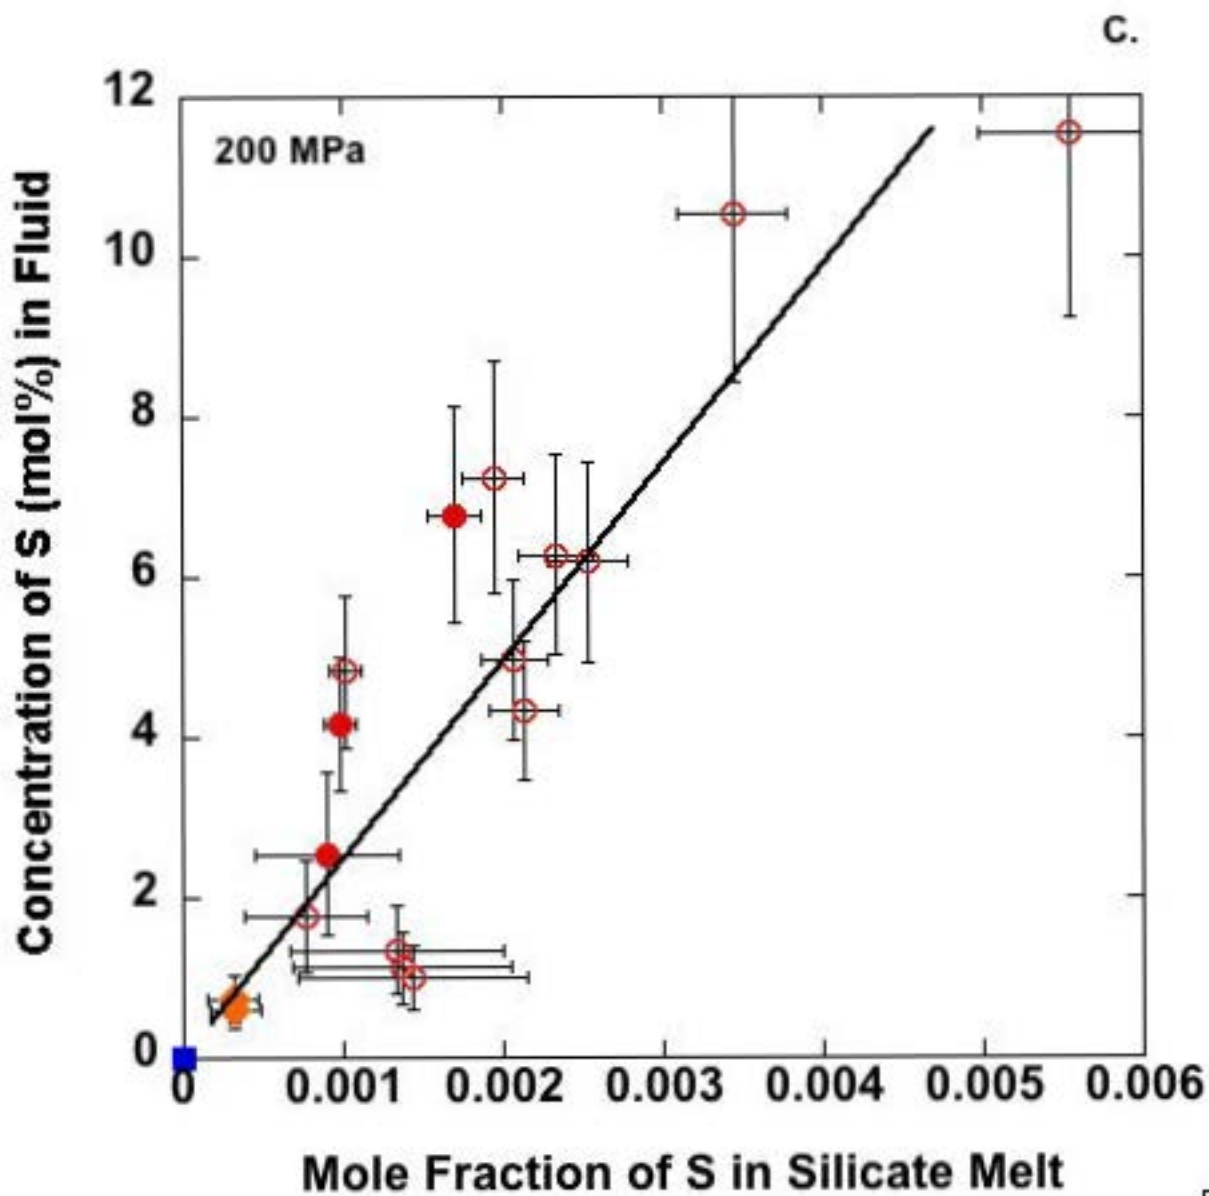 C.
200 MPa
Concentration of S (mol%) in Fluid
12
10
8
6
4
2
0
0 0.001 0.002 0.003 0.004 0.005 0.006
Mole Fraction of S in Silicate Melt